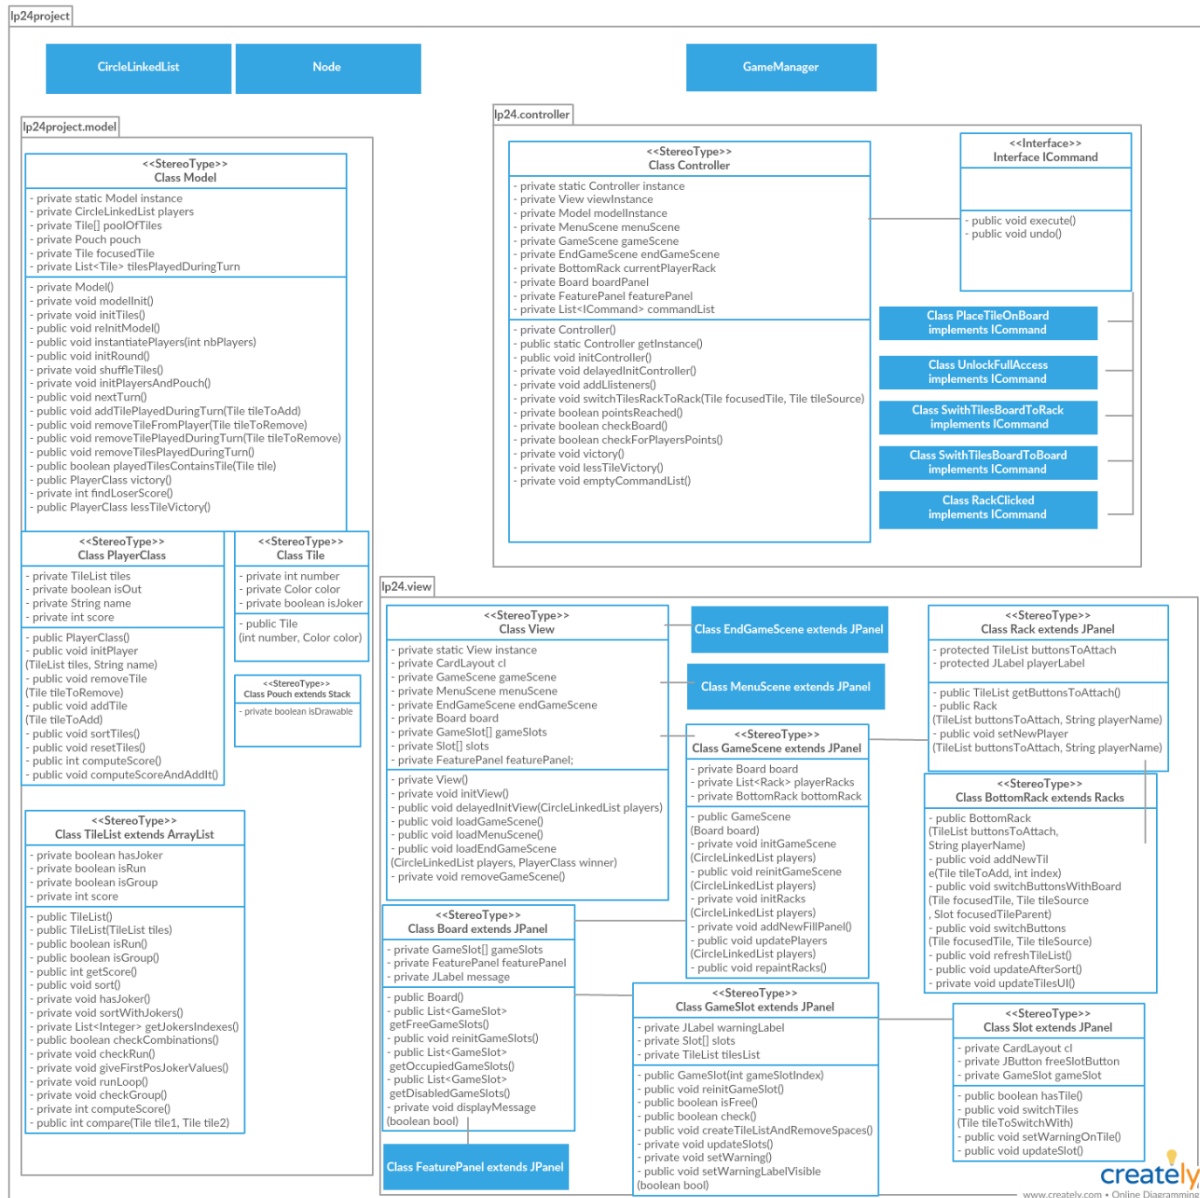 lp24project
CircleLinkedList
Node
GameManager
lp24project.model
<<StereoType>>
Class Model
- private static Model instance
- private CircleLinkedList players
- private Tile[] poolOfTiles
- private Pouch pouch
- private Tile focusedTile
- private List<Tile> tilesPlayedDuringTurn
- private Model()
- private void modelInit()
- private void initTiles()
- public void reInitModel()
- public void instantiatePlayers(int nbPlayers)
- public void initRound()
- private void shuffleTiles()
- private void initPlayersAndPouch()
- public void nextTurn()
- public void addTilePlayedDuringTurn(Tile tileToAdd)
- public void removeTileFromPlayer(Tile tileToRemove)
- public void removeTilePlayedDuringTurn(Tile tileToRemove)
- public void removeTilesPlayedDuringTurn()
- public boolean playedTilesContainsTile(Tile tile)
- public PlayerClass victory()
- private int findLoserScore()
- public PlayerClass lessTileVictory()
<<StereoType>>
Class PlayerClass
- private TileList tiles
- private boolean isOut
- private String name
- private int score
- public PlayerClass()
- public void initPlayer
(TileList tiles, String name)
- public void removeTile
(Tile tileToRemove)
- public void addTile
(Tile tileToAdd)
- public void sortTiles()
- public void resetTiles()
- public int computeScore()
- public void computeScoreAndAddIt()
<<StereoType>>
Class Tile
- private int number
- private Color color
- private boolean isJoker
- public Tile
(int number, Color color)
<<StereoType>>
Class Pouch extends Stack
- private boolean isDrawable
<<StereoType>>
Class TileList extends ArrayList
- private boolean hasJoker
- private boolean isRun
- private boolean isGroup
- private int score
- public TileList()
- public TileList(TileList tiles)
- public boolean isRun()
- public boolean isGroup()
- public int getScore()
- public void sort()
- private void hasJoker()
- private void sortWithJokers()
- private List<Integer> getJokersIndexes()
- public boolean checkCombinations()
- private void checkRun()
- private void giveFirstPosJokerValues()
- private void runLoop()
- private void checkGroup()
- private int computeScore()
- public int compare(Tile tile1, Tile tile2)
lp24.controller
<<StereoType>>
Class Controller
- private static Controller instance
- private View viewInstance
- private Model modelInstance
- private MenuScene menuScene
- private GameScene gameScene
- private EndGameScene endGameScene
- private BottomRack currentPlayerRack
- private Board boardPanel
- private FeaturePanel featurePanel
- private List<ICommand> commandList
- private Controller()
- public static Controller getInstance()
- public void initController()
- private void delayedInitController()
- private void addLlisteners()
- private void switchTilesRackToRack(Tile focusedTile, Tile tileSource)
- private boolean pointsReached()
- private boolean checkBoard()
- private boolean checkForPlayersPoints()
- private void victory()
- private void lessTileVictory()
- private void emptyCommandList()
<<Interface>>
Interface ICommand
- public void execute()
- public void undo()
Class PlaceTileOnBoard
implements ICommand
Class UnlockFullAccess
implements ICommand
Class SwithTilesBoardToRack
implements ICommand
Class SwithTilesBoardToBoard
implements ICommand
Class RackClicked
implements ICommand
lp24.view
<<StereoType>>
Class View
- private static View instance
- private CardLayout cl
- private GameScene gameScene
- private MenuScene menuScene
- private EndGameScene endGameScene
- private Board board
- private GameSlot[] gameSlots
- private Slot[] slots
- private FeaturePanel featurePanel;
- private View()
- private void initView()
- public void delayedInitView(CircleLinkedList players)
- public void loadGameScene()
- public void loadMenuScene()
- public void loadEndGameScene
(CircleLinkedList players, PlayerClass winner)
- private void removeGameScene()
Class EndGameScene extends JPanel
Class MenuScene extends JPanel
<<StereoType>>
Class GameScene extends JPanel
- private Board board
- private List<Rack> playerRacks
- private BottomRack bottomRack
- public GameScene
(Board board)
- private void initGameScene
(CircleLinkedList players)
- public void reinitGameScene
(CircleLinkedList players)
- private void initRacks
(CircleLinkedList players)
- private void addNewFillPanel()
- public void updatePlayers
(CircleLinkedList players)
- public void repaintRacks()
<<StereoType>>
Class Rack extends JPanel
- protected TileList buttonsToAttach
- protected JLabel playerLabel
- public TileList getButtonsToAttach()
- public Rack
(TileList buttonsToAttach, String playerName)
- public void setNewPlayer
(TileList buttonsToAttach, String playerName)
<<StereoType>>
Class BottomRack extends Racks
- public BottomRack
(TileList buttonsToAttach,
String playerName)
- public void addNewTil
e(Tile tileToAdd, int index)
- public void switchButtonsWithBoard
(Tile focusedTile, Tile tileSource
, Slot focusedTileParent)
- public void switchButtons
(Tile focusedTile, Tile tileSource)
- public void refreshTileList()
- public void updateAfterSort()
- private void updateTilesUI()
<<StereoType>>
Class Board extends JPanel
- private GameSlot[] gameSlots
- private FeaturePanel featurePanel
- private JLabel message
- public Board()
- public List<GameSlot>
getFreeGameSlots()
- public void reinitGameSlots()
- public List<GameSlot>
getOccupiedGameSlots()
- public List<GameSlot>
getDisabledGameSlots()
- private void displayMessage
(boolean bool)
Class FeaturePanel extends JPanel
<<StereoType>>
Class GameSlot extends JPanel
- private JLabel warningLabel
- private Slot[] slots
- private TileList tilesList
- public GameSlot(int gameSlotIndex)
- public void reinitGameSlot()
- public boolean isFree()
- public boolean check()
- public void createTileListAndRemoveSpaces()
- private void updateSlots()
- private void setWarning()
- public void setWarningLabelVisible
(boolean bool)
<<StereoType>>
Class Slot extends JPanel
- private CardLayout cl
- private JButton freeSlotButton
- private GameSlot gameSlot
- public boolean hasTile()
- public void switchTiles
(Tile tileToSwitchWith)
- public void setWarningOnTile()
- public void updateSlot()
creately
www.creately.com • Online Diagramming